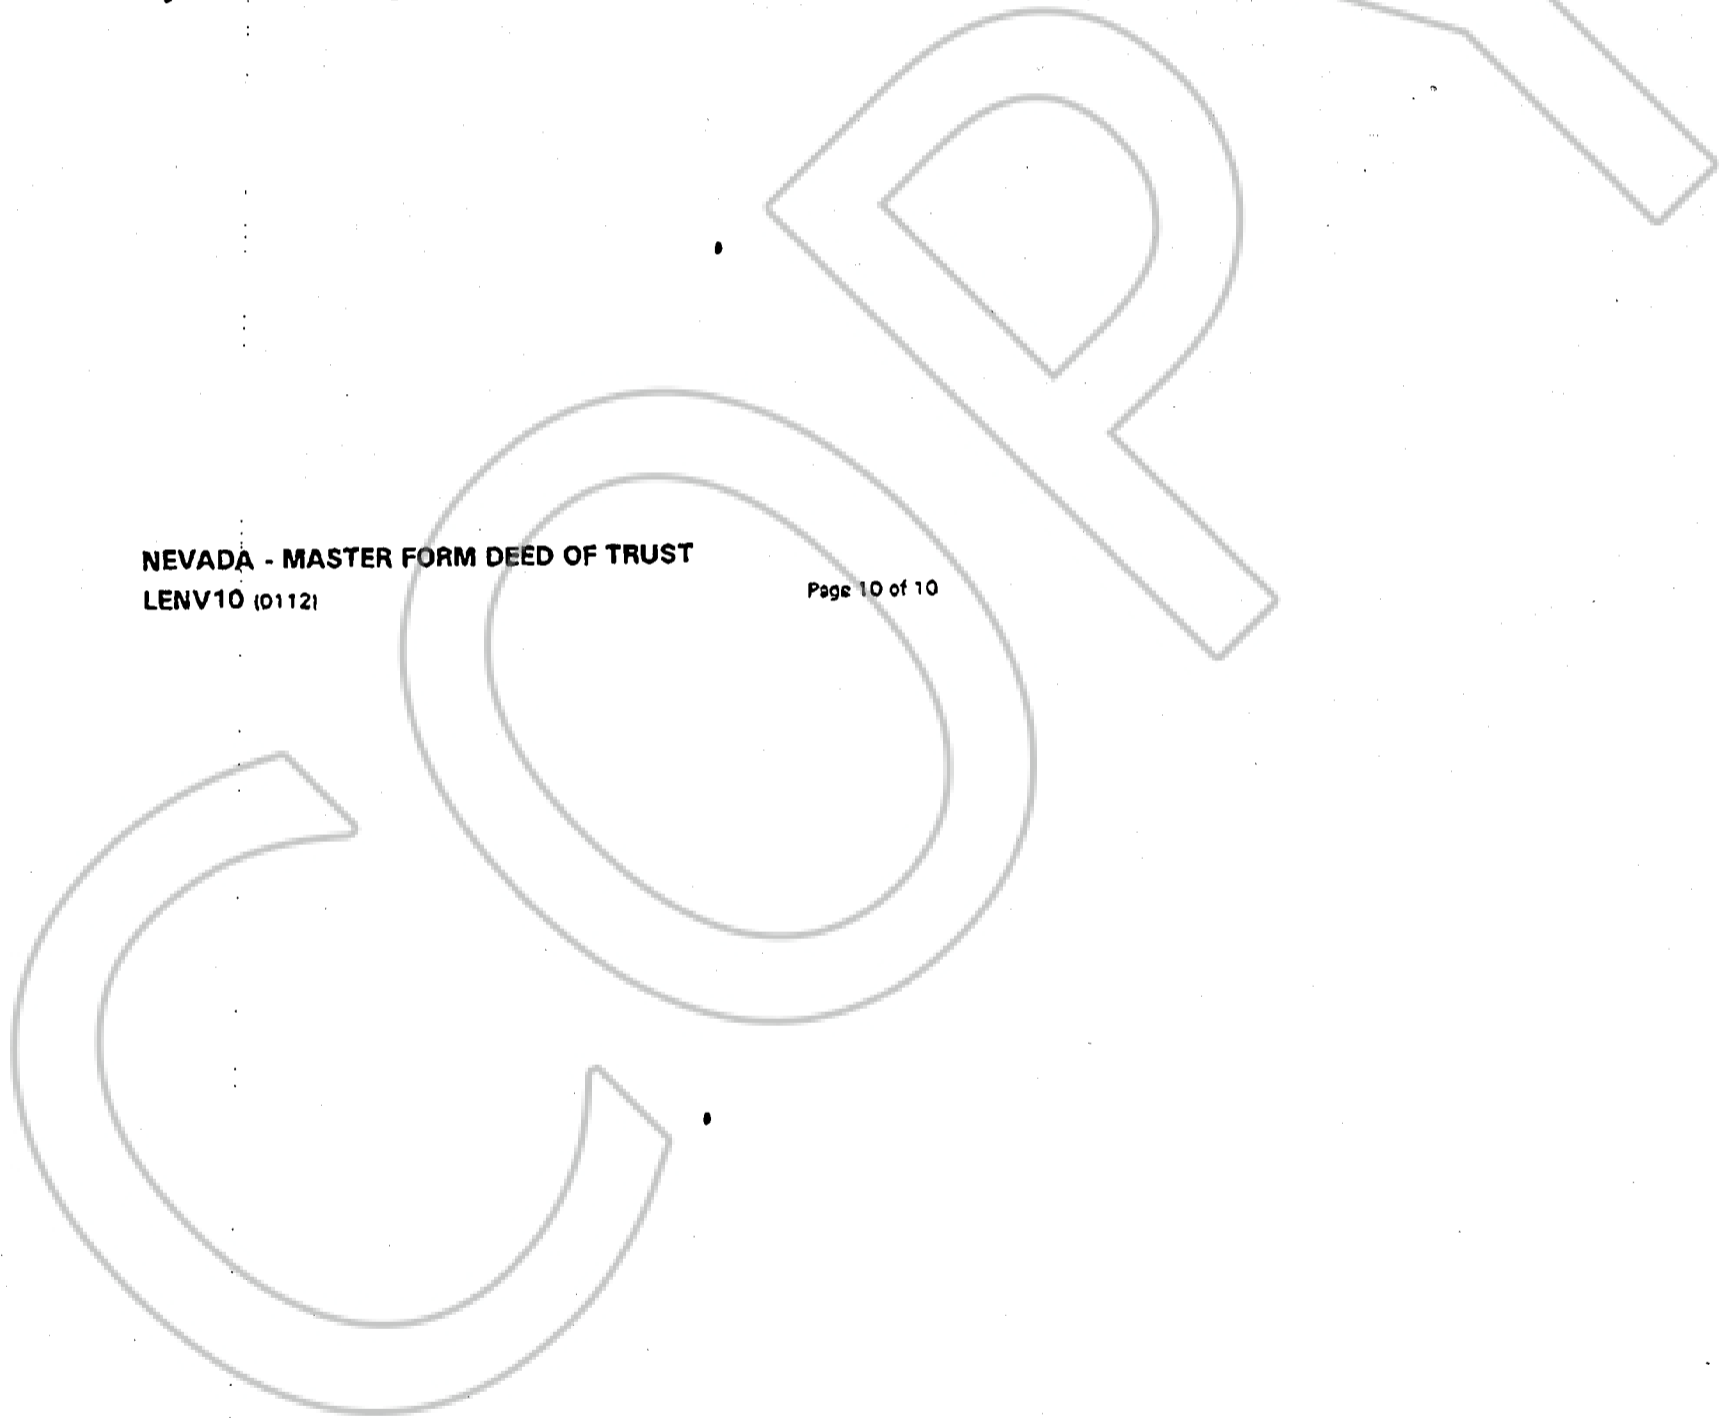 NEVADA - MASTER FORM DEED OF TRUST
LENV10 (0112)
Page 10 of 10
COPY